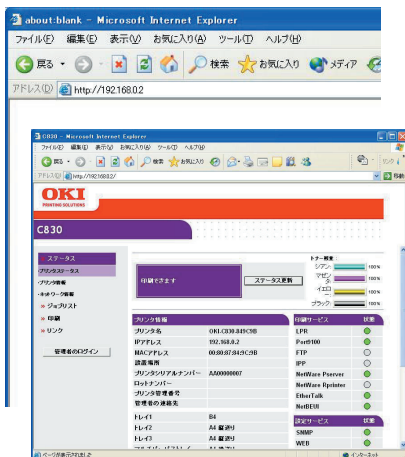 about:blank - Microsoft Internet Explorer
ファイル(F) 編集(E) 表示(V) お気に入り(A) ツール(T) ヘルプ(H)
戻る 検索 お気に入り メディア
アドレス(D) http://192.168.0.2
C830 - Microsoft Internet Explorer
ファイル(F) 編集(E) 表示(V) お気に入り(A) ツール(T) ヘルプ(H)
戻る 検索 お気に入り
アドレス(D) http://192.168.0.2/ 移動
OKI
PRINTING SOLUTIONS
C830
ステータス
・プリンタステータス
・プリンタ情報
・ネットワーク情報
» ジョブリスト
» 印刷
» リンク
管理者のログイン
印刷できます ステータス更新
トナー残量:
シアン: 100%
マゼンタ: 100%
イエロー: 100%
ブラック: 100%
プリンタ情報
プリンタ名 OKI-C830-849C9B
IPアドレス 192.168.0.2
MACアドレス 00:80:87:84:9C:9B
設置場所
プリンタシリアルナンバー AA00000007
ロットナンバー
プリンタ管理番号
管理者の連絡先
トレイ1 B4
トレイ2 A4 縦送り
トレイ3 A4 縦送り
印刷サービス 状態
LPR
Port9100
FTP
IPP
NetWare Pserver
NetWare Rprinter
EtherTalk
NetBEUI
設定サービス 状態
SNMP
WEB
ページが表示されました インターネット